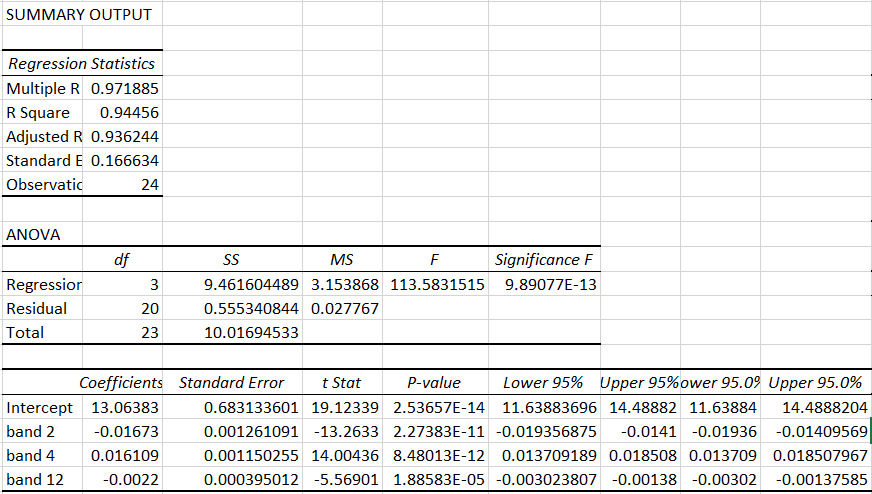 SUMMARY OUTPUT
Regression Statistics
Multiple R 0.971885
R Square 0.94456
Adjusted R 0.936244
Standard E 0.166634
Observatic 24
ANOVA
df SS MS F Significance F
Regression 3 9.461604489 3.153868 113.5831515 9.89077E-13
Residual 20 0.555340844 0.027767
Total 23 10.01694533
Coefficients Standard Error t Stat P-value Lower 95% Upper 95% ower 95.0% Upper 95.0%
Intercept 13.06383 0.683133601 19.12339 2.53657E-14 11.63883696 14.48882 11.63884 14.4888204
band 2 -0.01673 0.001261091 -13.2633 2.27383E-11 -0.019356875 -0.0141 -0.01936 -0.01409569
band 4 0.016109 0.001150255 14.00436 8.48013E-12 0.013709189 0.018508 0.013709 0.018507967
band 12 -0.0022 0.000395012 -5.56901 1.88583E-05 -0.003023807 -0.00138 -0.00302 -0.00137585